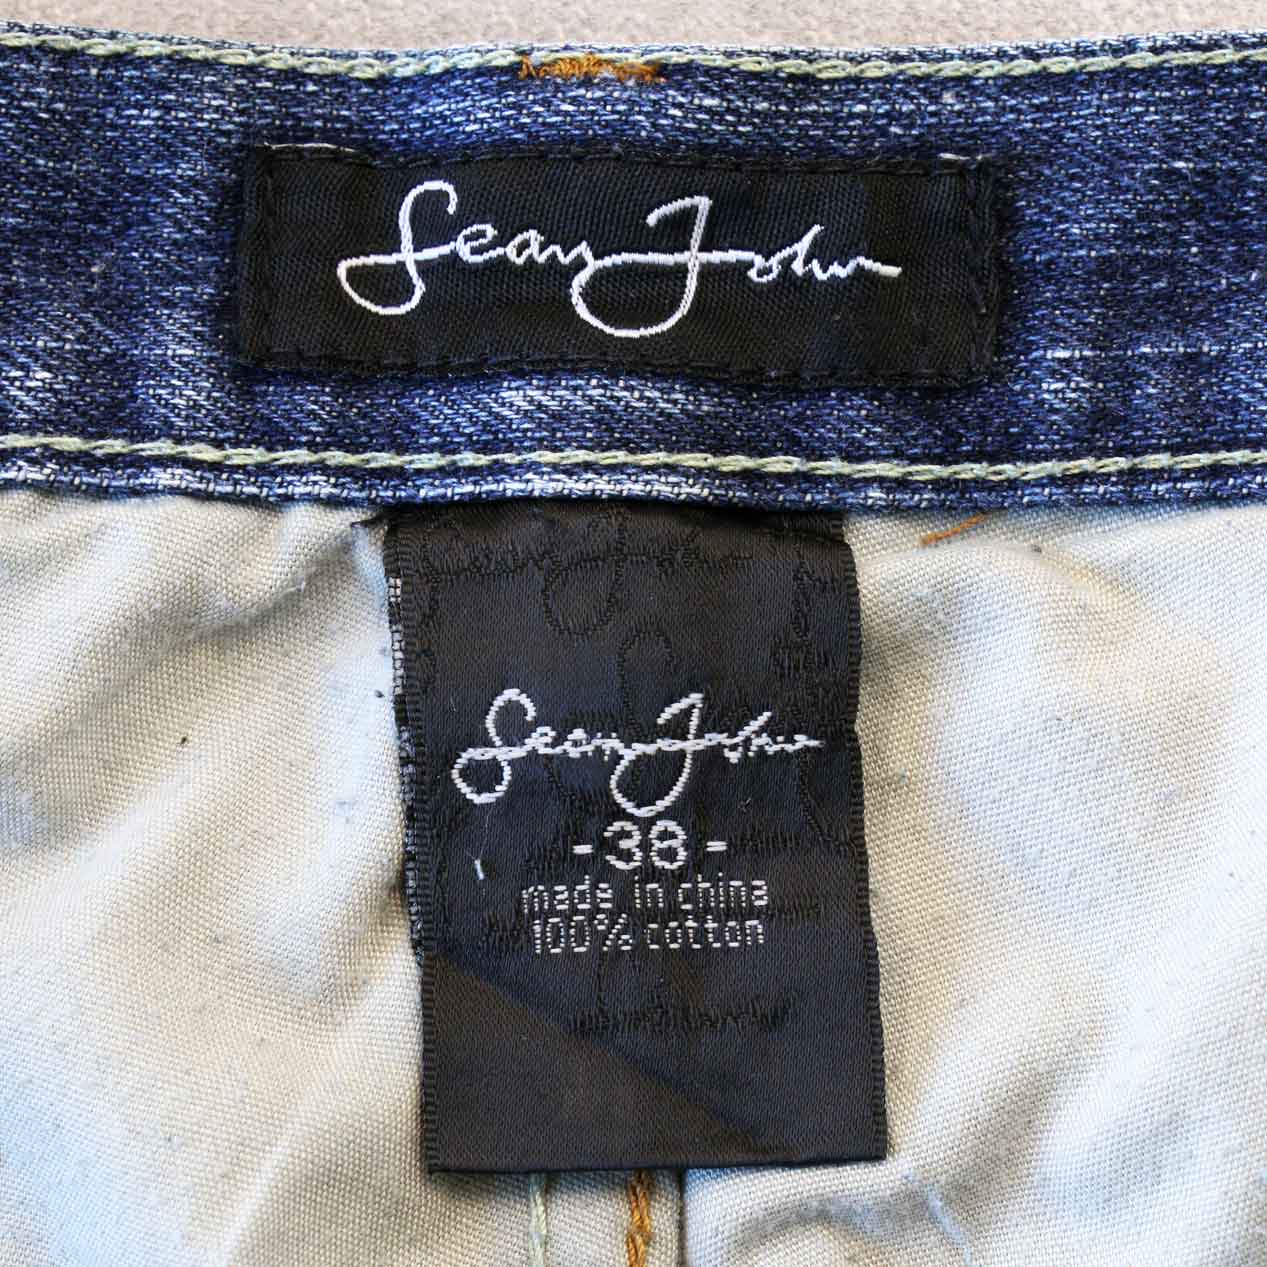 Sean John
Sean John
- 38 -
made in china
100% cotton